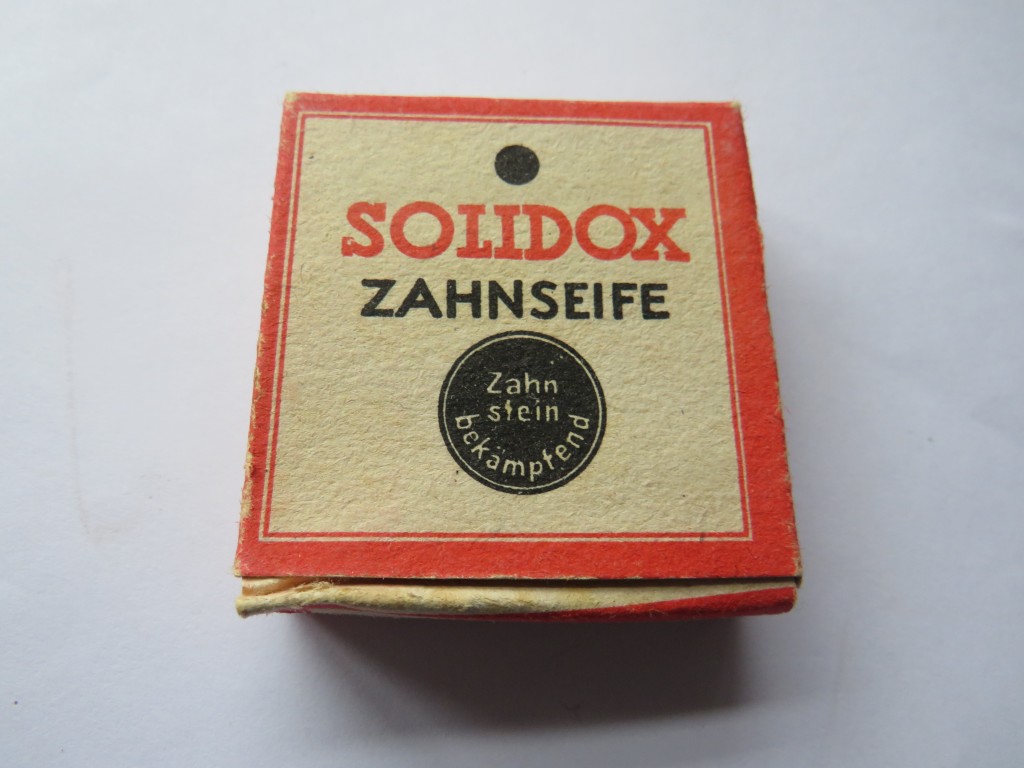 SOLIDOX
ZAHNSEIFE
Zahn
stein
bekämpfend